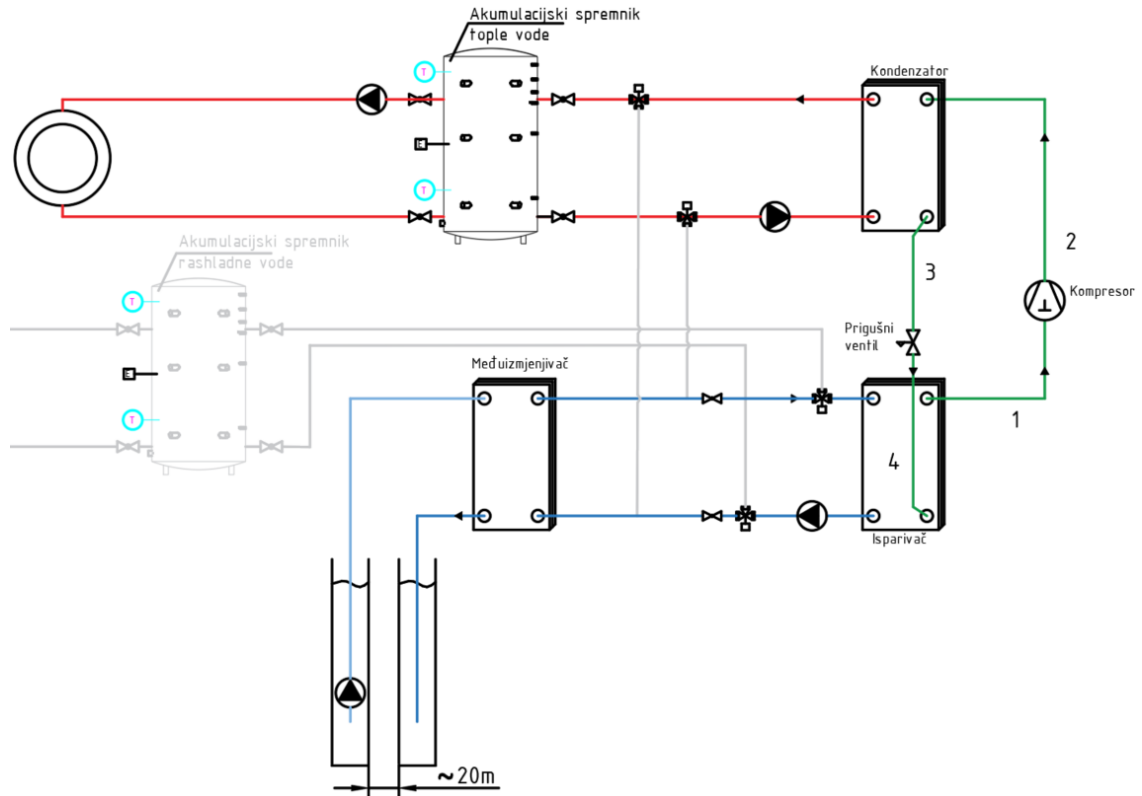 Akumulacijski spremnik
tople vode
T
T
E
Kondenzator
Akumulacijski spremnik
rashladne vode
T
T
E
2
3
Kompresor
Prigušni
ventil
Međuizmjenjivač
1
4
Isparivač
~20m